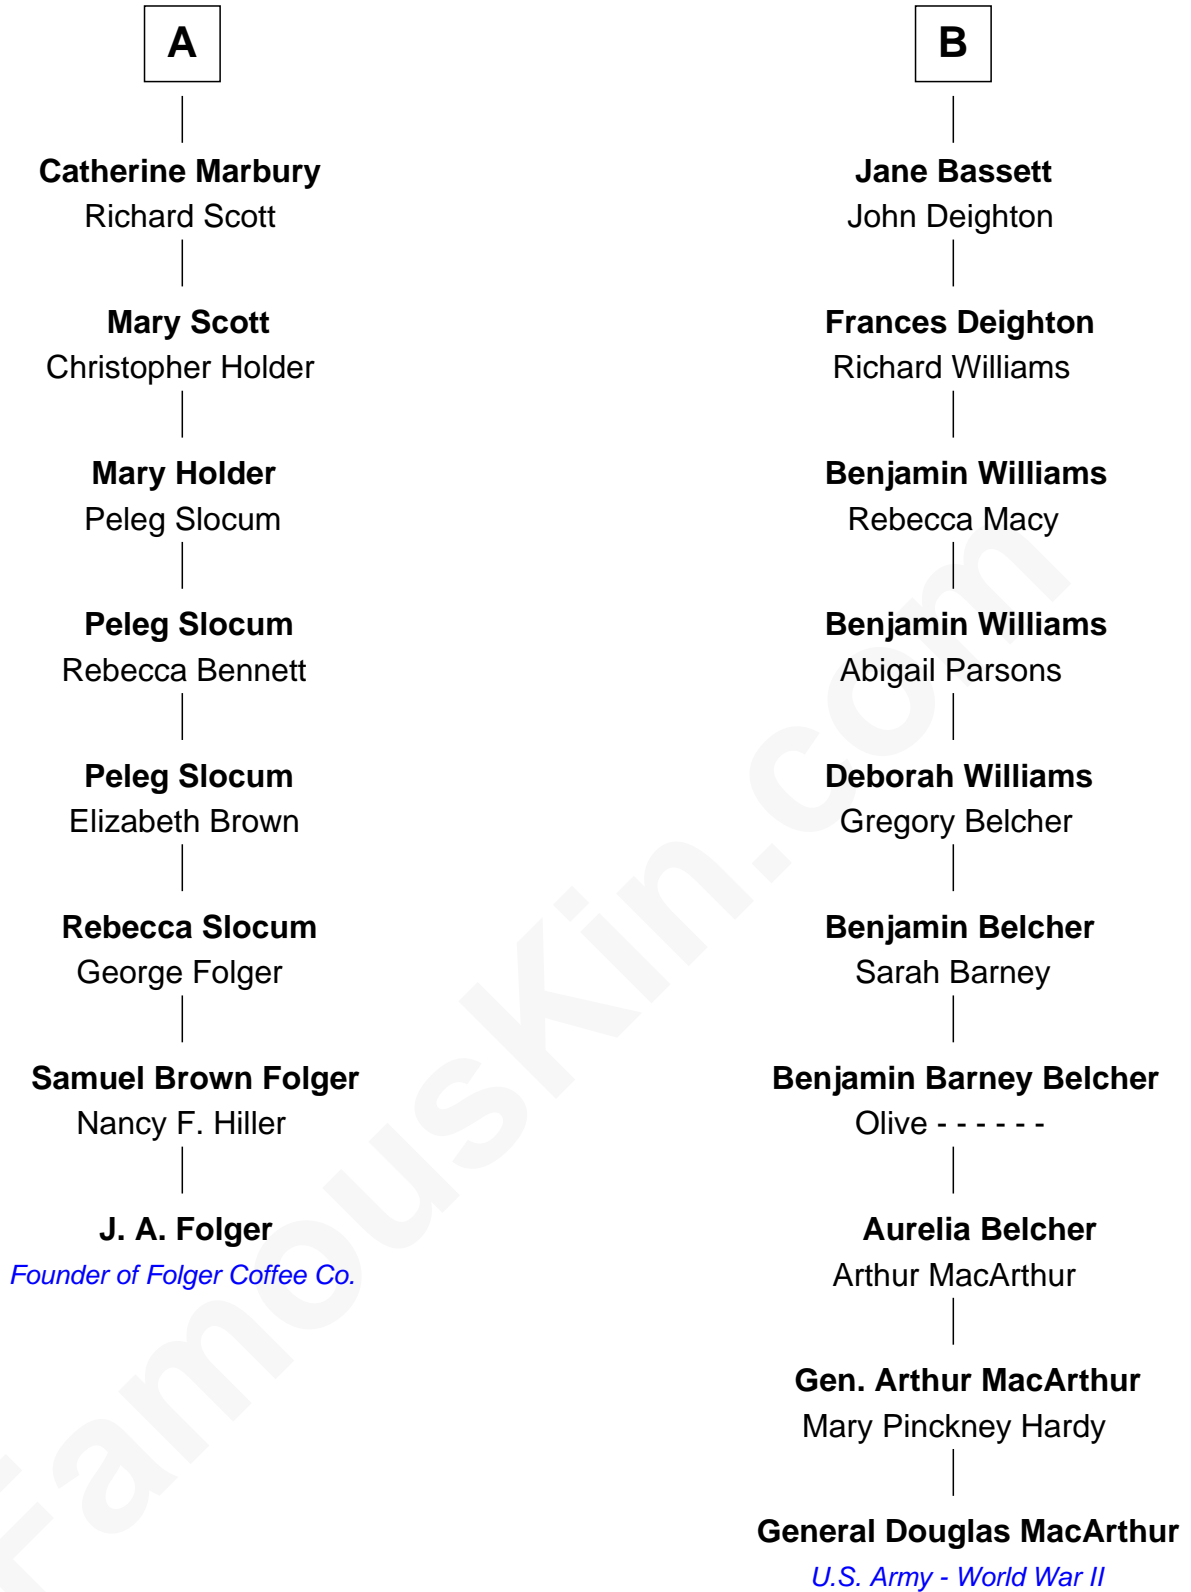 A
Catherine Marbury
Richard Scott
Mary Scott
Christopher Holder
Mary Holder
Peleg Slocum
Peleg Slocum
Rebecca Bennett
Peleg Slocum
Elizabeth Brown
Rebecca Slocum
George Folger
Samuel Brown Folger
Nancy F. Hiller
J. A. Folger
Founder of Folger Coffee Co.
B
Jane Bassett
John Deighton
Frances Deighton
Richard Williams
Benjamin Williams
Rebecca Macy
Benjamin Williams
Abigail Parsons
Deborah Williams
Gregory Belcher
Benjamin Belcher
Sarah Barney
Benjamin Barney Belcher
Olive - - - - - -
Aurelia Belcher
Arthur MacArthur
Gen. Arthur MacArthur
Mary Pinckney Hardy
General Douglas MacArthur
U.S. Army - World War II
FamousKin.com